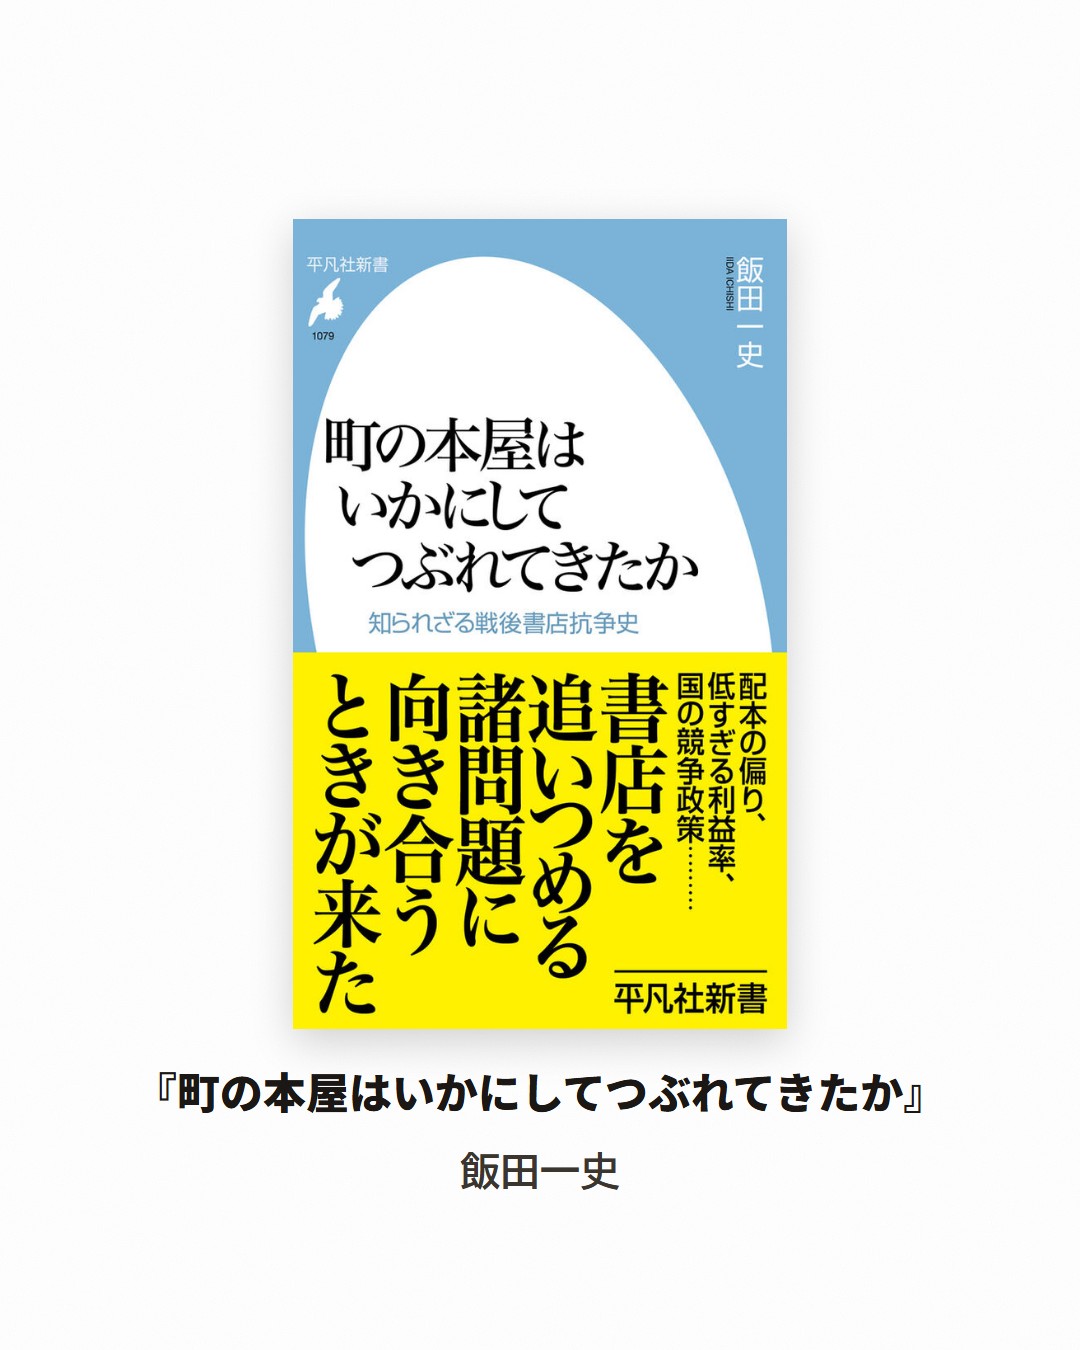 平凡社新書
1079
飯田一史
IIDA ICHISHI
町の本屋は
いかにして
つぶれてきたか
知られざる戦後書店抗争史
配本の偏り、
低すぎる利益率、
国の競争政策…………
書店を
追いつめる
諸問題に
向き合う
ときが来た
平凡社新書
『町の本屋はいかにしてつぶれてきたか』
飯田一史